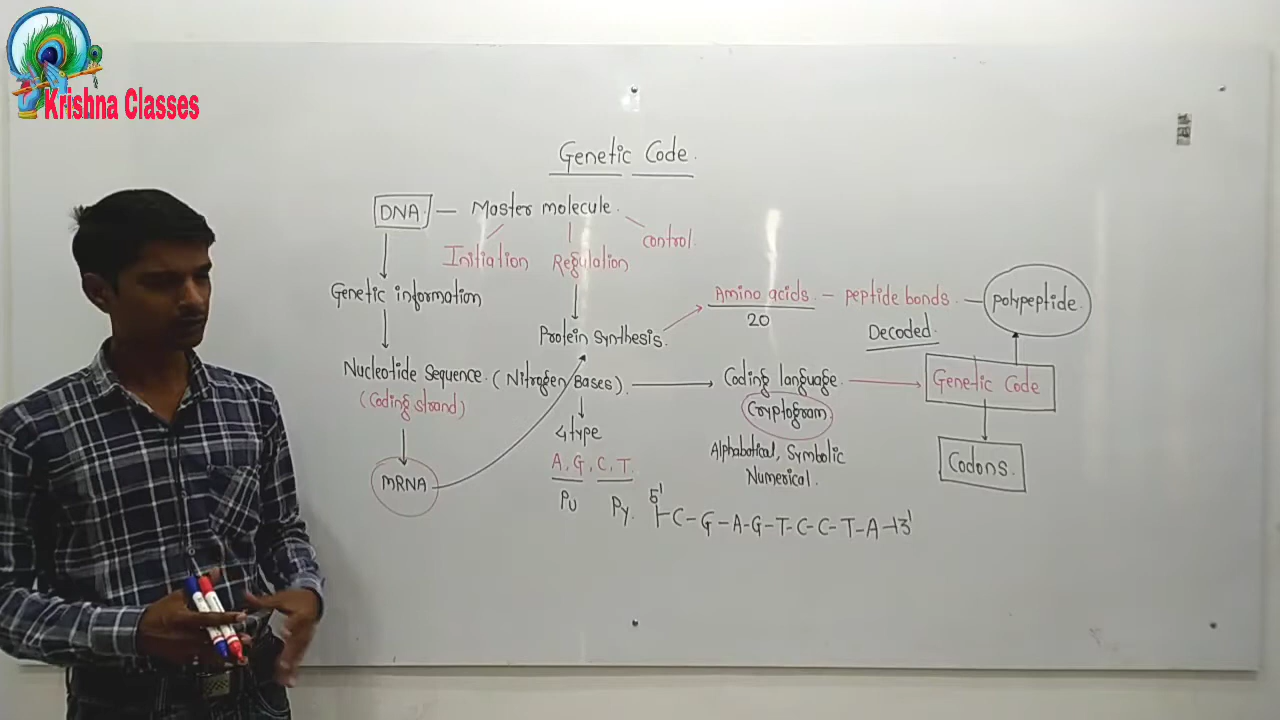 Krishna Classes
Genetic Code.
DNA. — Master molecule.
Initiation Regulation control.
Genetic information
Amino acids. — peptide bonds. — polypeptide.
20
Protein synthesis.
Decoded.
Nucleotide Sequence. (Nitrogen Bases). Coding language. Genetic Code
(Coding strand)
Cryptogram
4 type
Alphabatical, Symbolic
Numerical.
Codons.
A, G, C, T.
mRNA
Pu Py.
5' C-G-A-G-T-C-C-T-A-3'